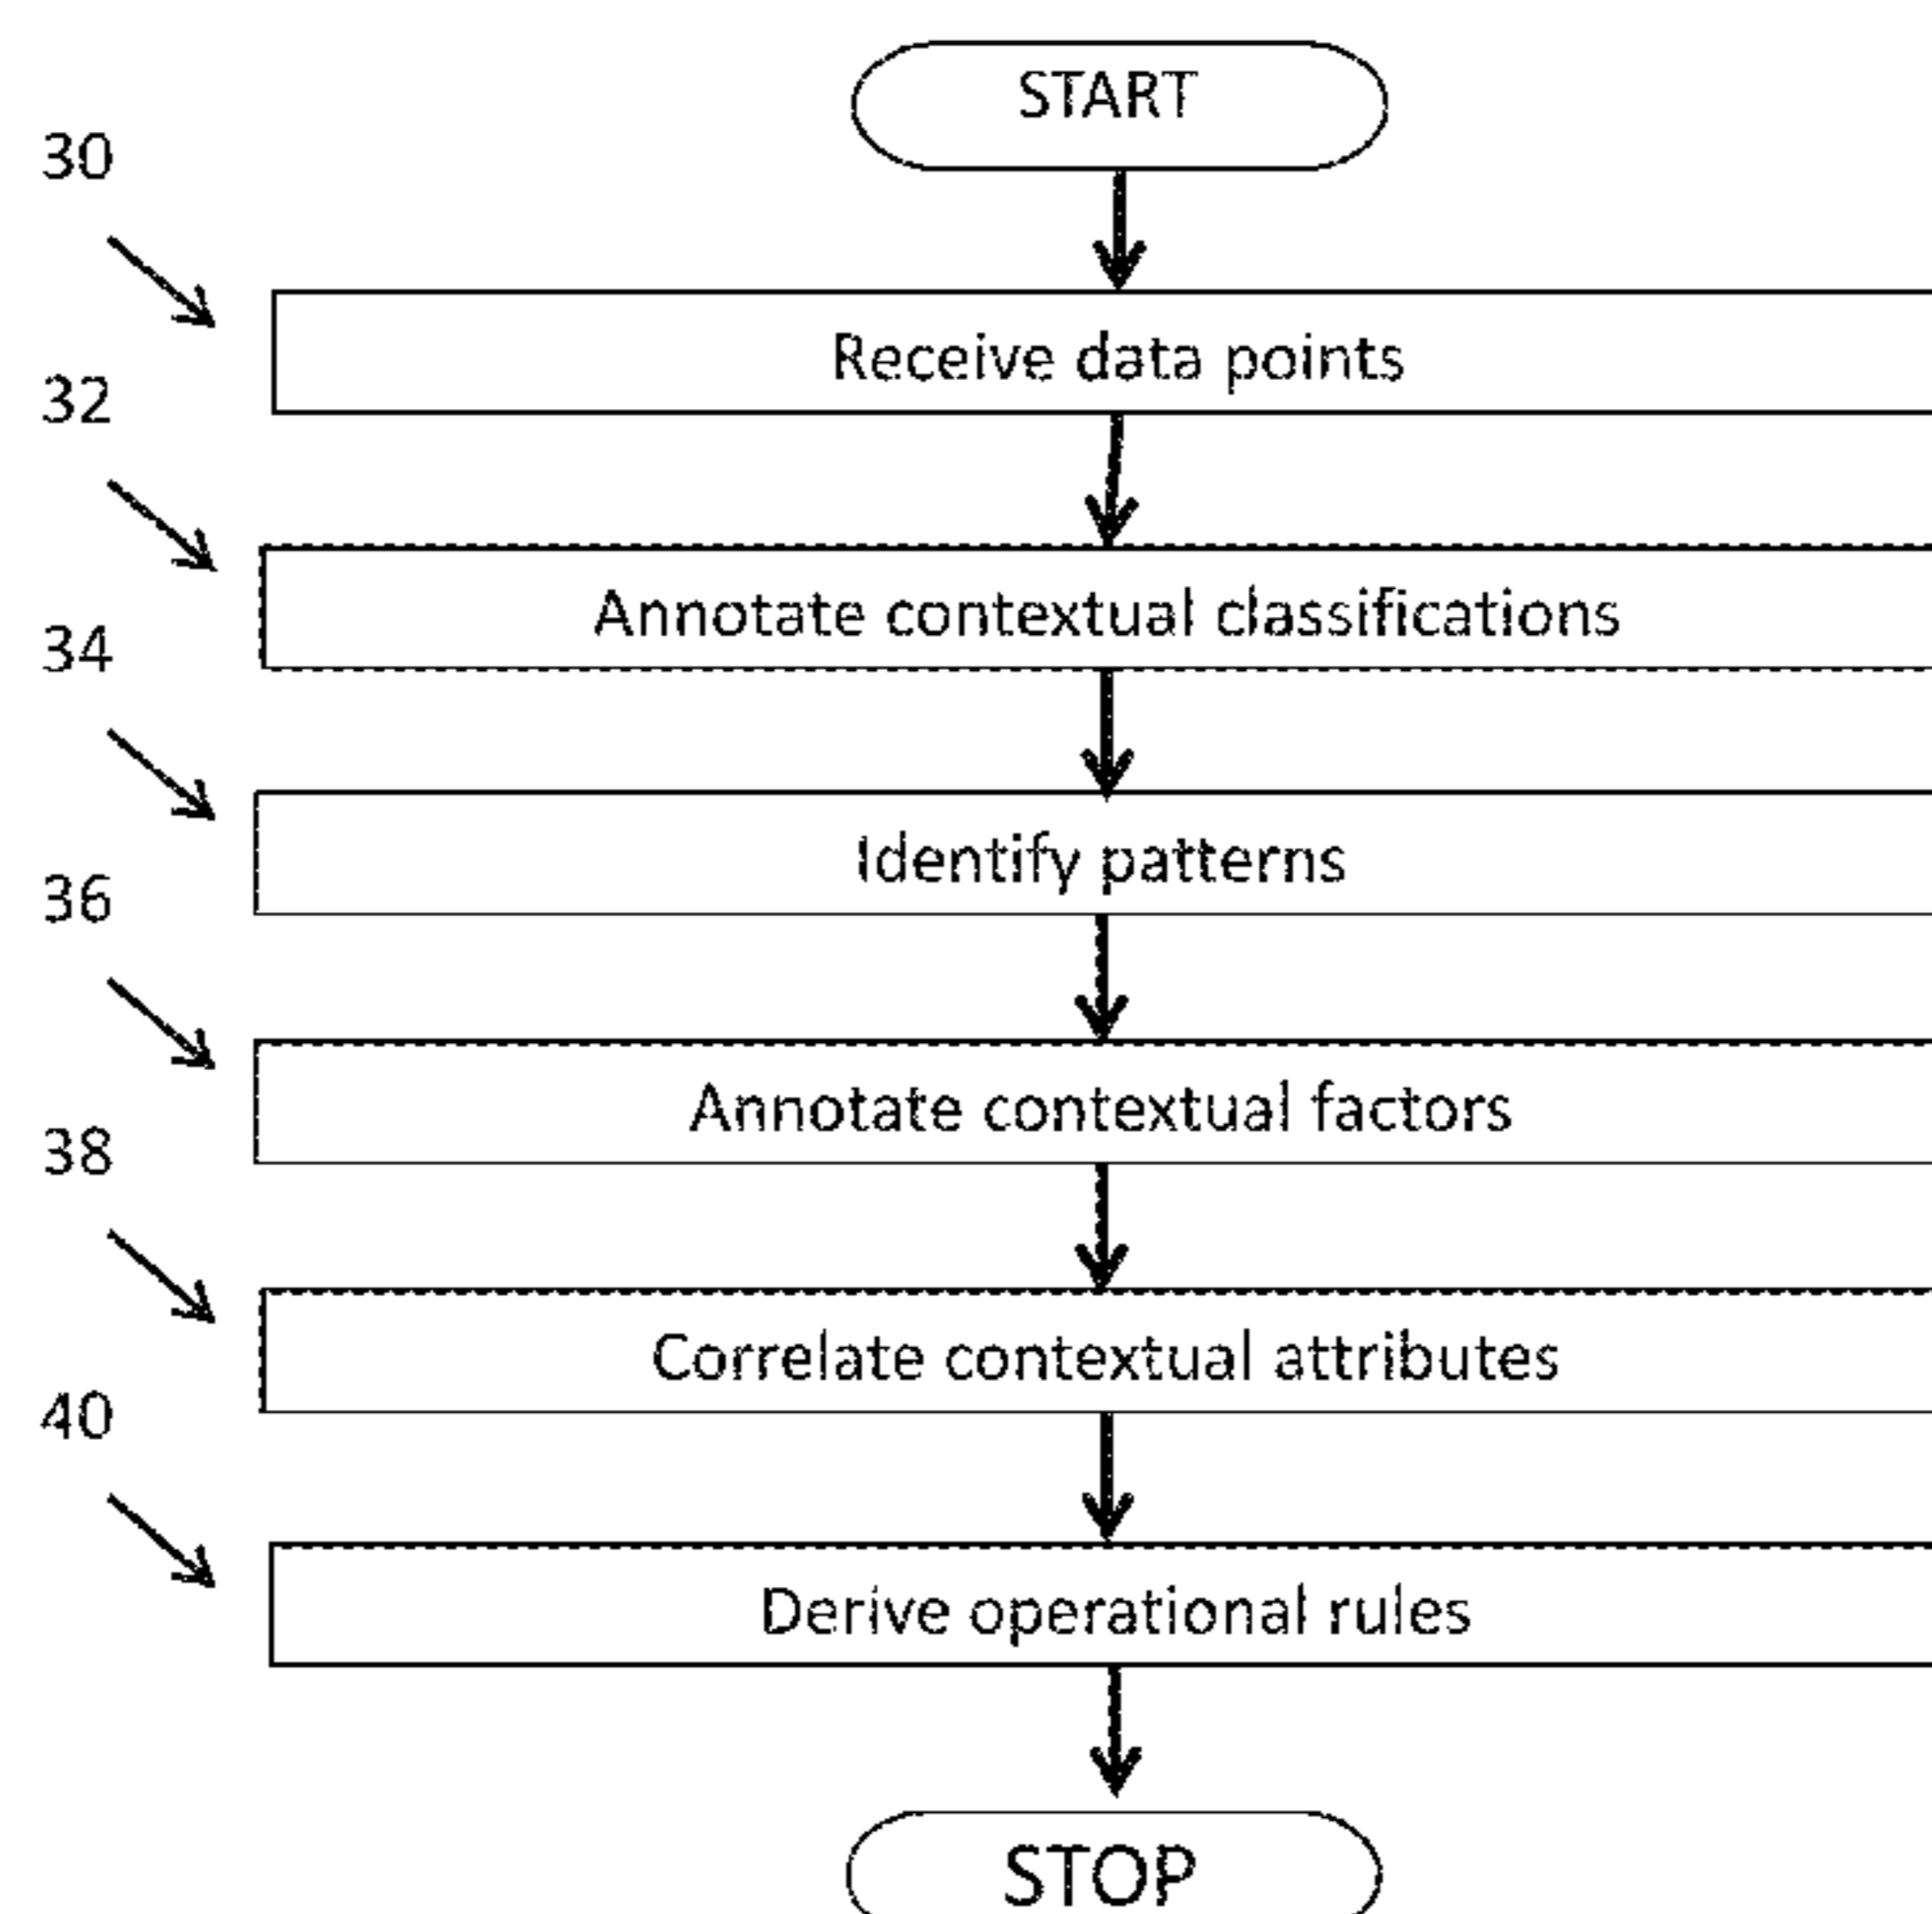 START
30
Receive data points
32
Annotate contextual classifications
34
Identify patterns
36
Annotate contextual factors
38
Correlate contextual attributes
40
Derive operational rules
STOP